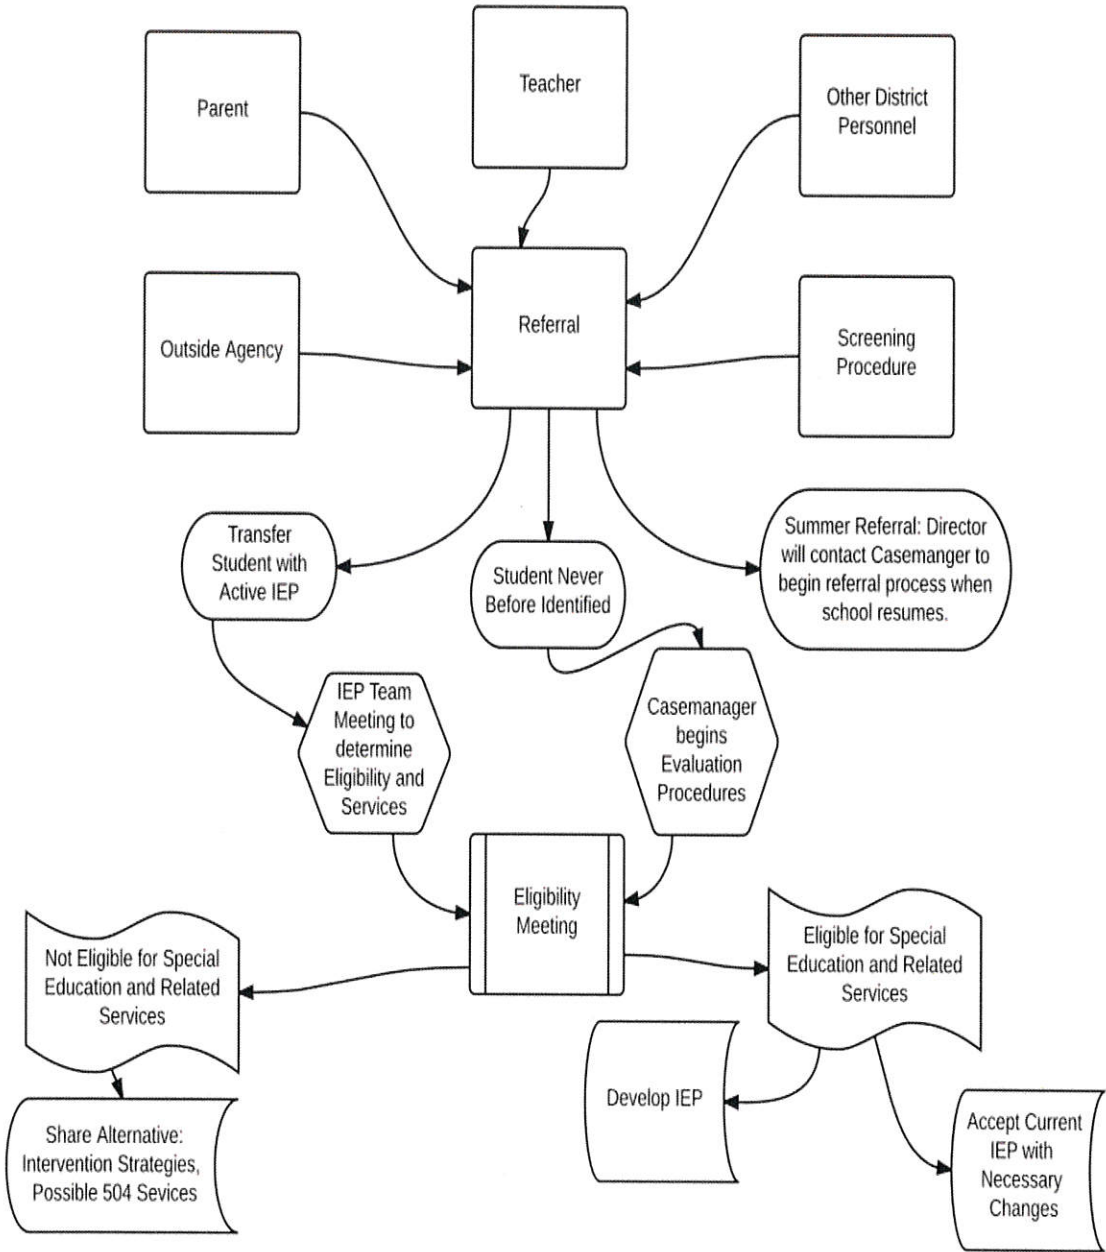 Parent
Teacher
Other District
Personnel
Outside Agency
Referral
Screening
Procedure
Transfer
Student with
Active IEP
Student Never
Before Identified
Summer Referral: Director
will contact Casemanger to
begin referral process when
school resumes.
IEP Team
Meeting to
determine
Eligibility and
Services
Casemanager
begins
Evaluation
Procedures
Eligibility
Meeting
Not Eligible for Special
Education and Related
Services
Eligible for Special
Education and Related
Services
Develop IEP
Share Alternative:
Intervention Strategies,
Possible 504 Sevices
Accept Current
IEP with
Necessary
Changes